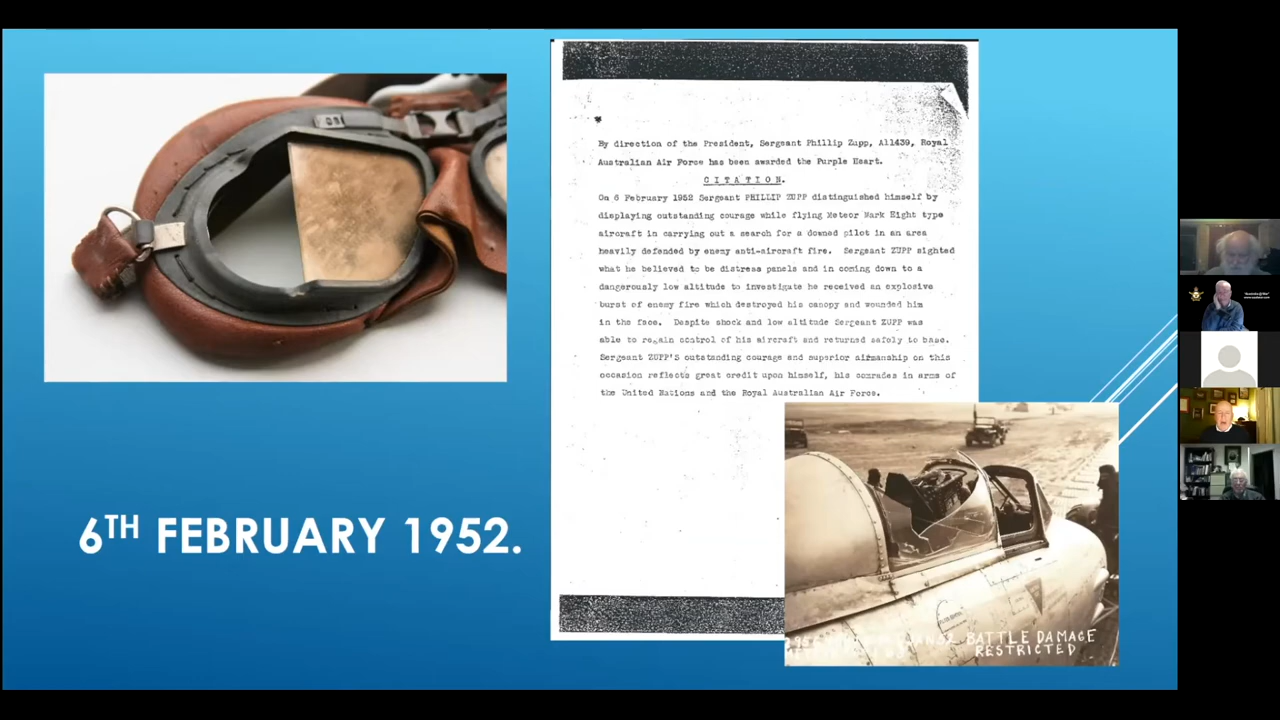 By direction of the President, Sergeant Phillip Zupp, A11439, Royal
Australian Air Force has been awarded the Purple Heart.
CITATION.
On 6 February 1952 Sergeant PHILLIP ZUPP distinguished himself by
displaying outstanding courage while flying Meteor Mark Eight type
aircraft in carrying out a search for a downed pilot in an area
heavily defended by enemy anti-aircraft fire. Sergeant ZUPP sighted
what he believed to be distress panels and in coming down to a
dangerously low altitude to investigate he received an explosive
burst of enemy fire which destroyed his canopy and wounded him
in the face. Despite shock and low altitude Sergeant ZUPP was
able to regain control of his aircraft and returned safely to base.
Sergeant ZUPP'S outstanding courage and superior airmanship on this
occasion reflects great credit upon himself, his comrades in arms of
the United Nations and the Royal Australian Air Force.
6TH FEBRUARY 1952.
BATTLE DAMAGE
RESTRICTED